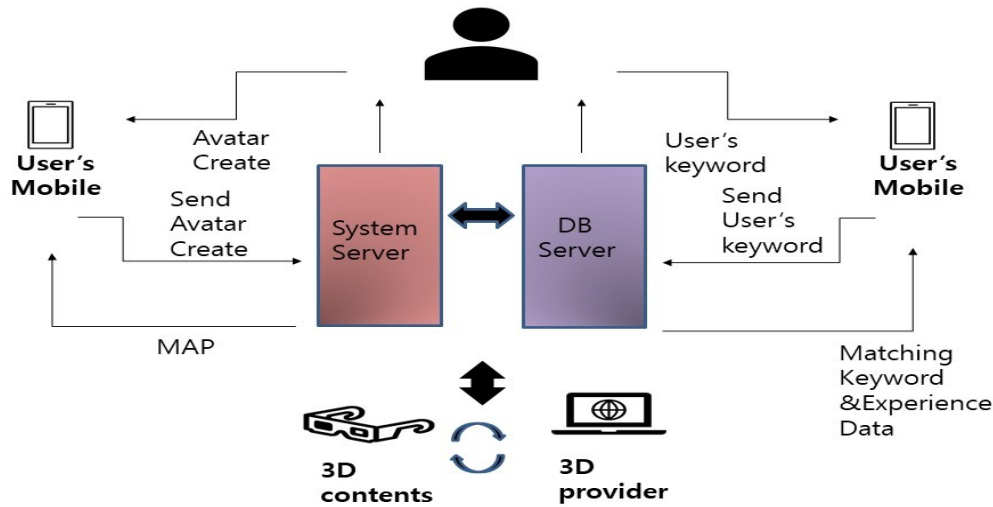 Avatar
Create
User's
keyword
User's
Mobile
User's
Mobile
Send
Avatar
Create
Send
User's
keyword
System
Server
DB
Server
MAP
Matching
Keyword
&Experience
Data
3D
contents
3D
provider